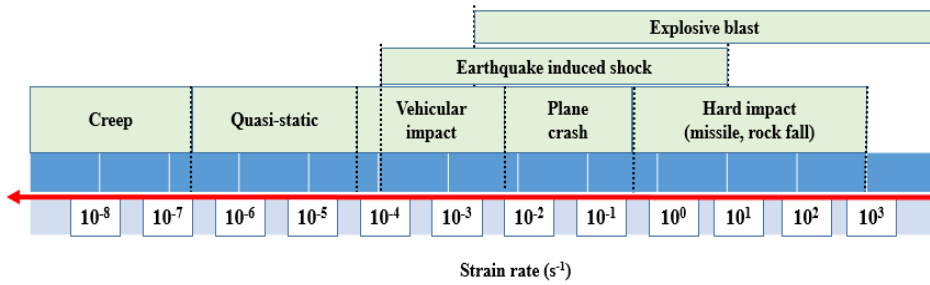 Explosive blast
Earthquake induced shock
Creep
Quasi-static
Vehicular
impact
Plane
crash
Hard impact
(missile, rock fall)
10⁻⁸ 10⁻⁷ 10⁻⁶ 10⁻⁵ 10⁻⁴ 10⁻³ 10⁻² 10⁻¹ 10⁰ 10¹ 10² 10³
Strain rate (s⁻¹)